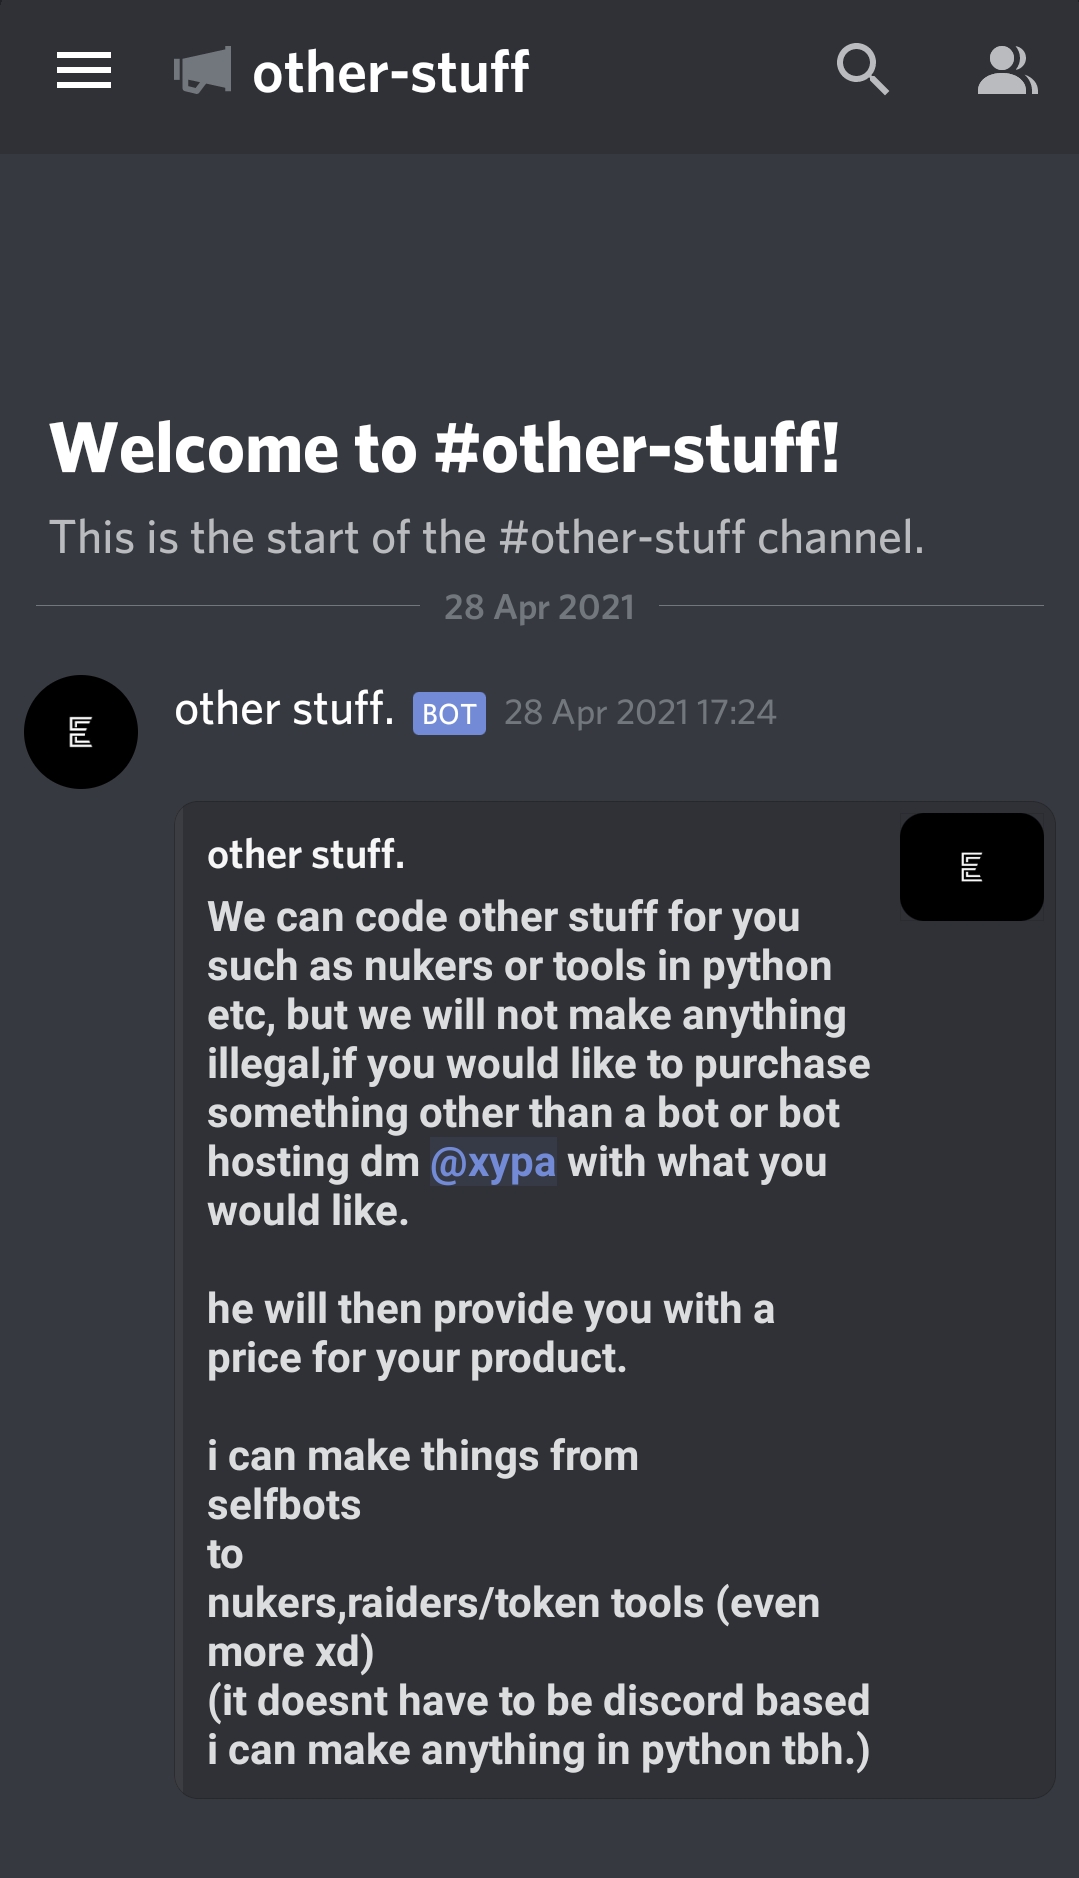 other-stuff
Welcome to #other-stuff!
This is the start of the #other-stuff channel.
28 Apr 2021
E
other stuff. BOT 28 Apr 2021 17:24
E
other stuff.
We can code other stuff for you
such as nukers or tools in python
etc, but we will not make anything
illegal,if you would like to purchase
something other than a bot or bot
hosting dm @xypa with what you
would like.
he will then provide you with a
price for your product.
i can make things from
selfbots
to
nukers,raiders/token tools (even
more xd)
(it doesnt have to be discord based
i can make anything in python tbh.)